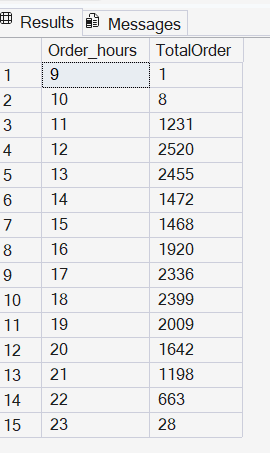 Results Messages
Order_hours TotalOrder
1 9 1
2 10 8
3 11 1231
4 12 2520
5 13 2455
6 14 1472
7 15 1468
8 16 1920
9 17 2336
10 18 2399
11 19 2009
12 20 1642
13 21 1198
14 22 663
15 23 28